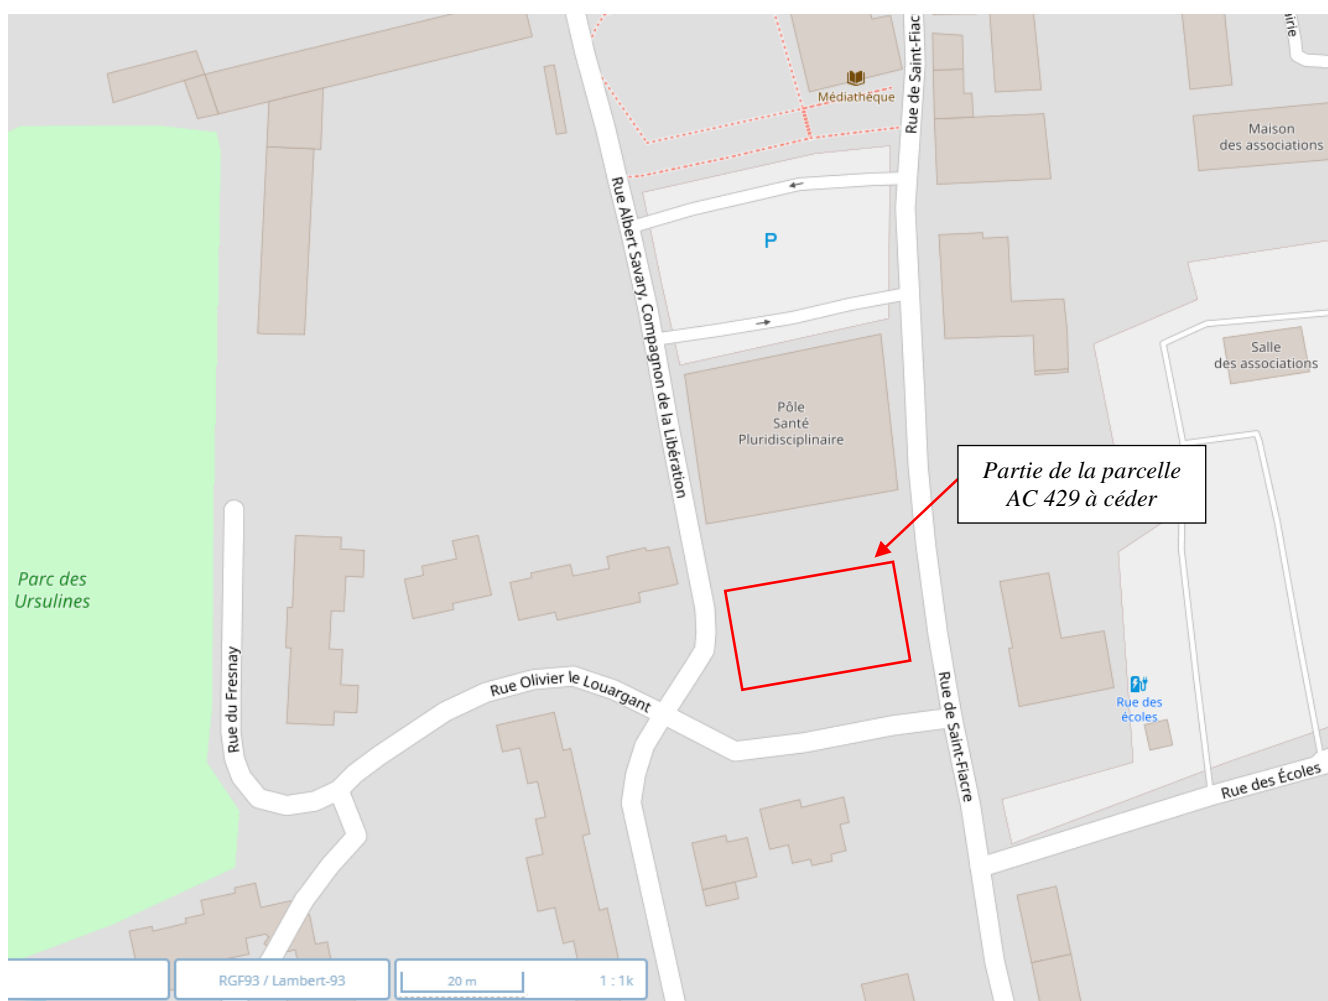 irie
Rue de Saint-Fiac
Médiathèque
Maison
des associations
Rue Albert Savary, Compagnon de la Libération
P
Salle
des associations
Pôle
Santé
Pluridisciplinaire
Partie de la parcelle
AC 429 à céder
Parc des
Ursulines
Rue du Fresnay
Rue Olivier le Louargant
Rue de Saint-Fiacre
Rue des
écoles
Rue des Écoles
RGF93 / Lambert-93
20 m
1 : 1k